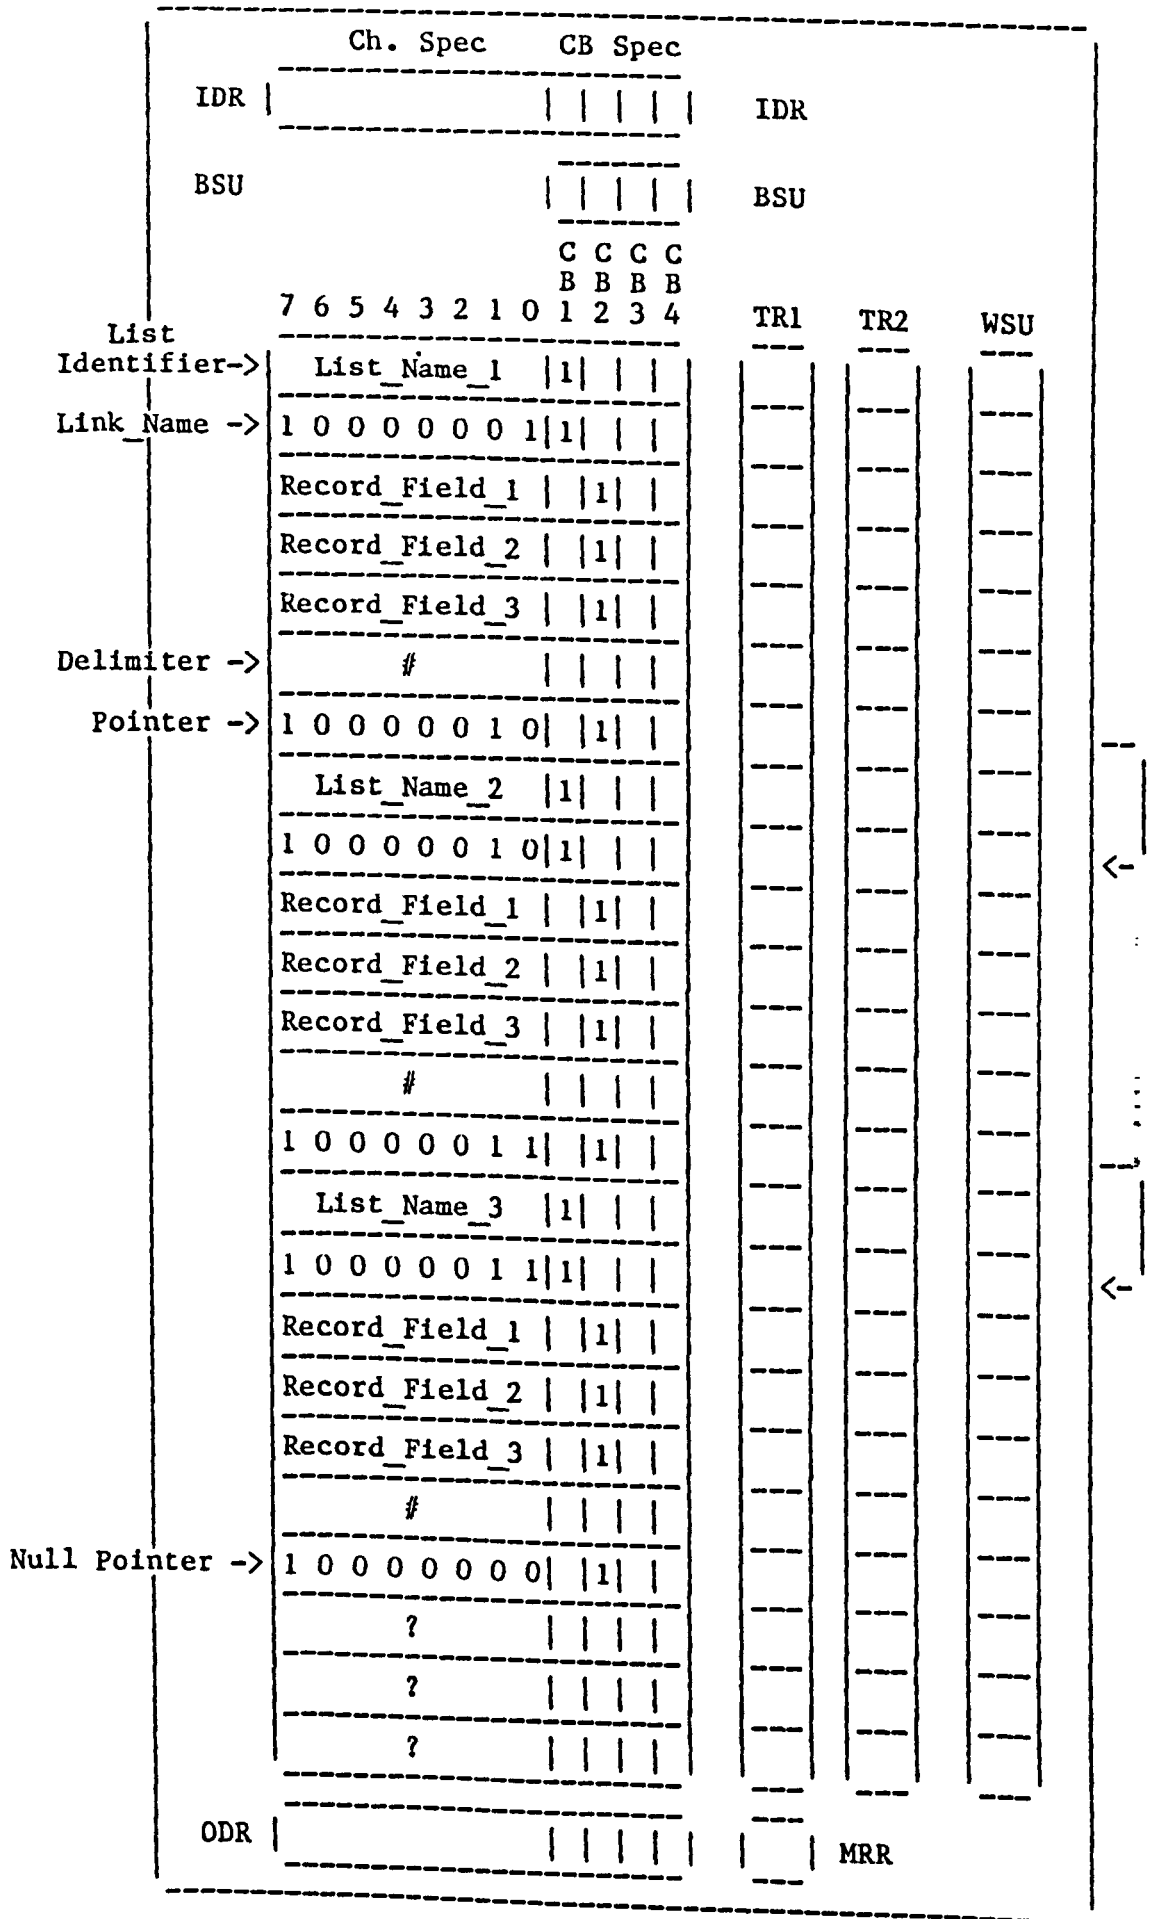 Ch. Spec CB Spec
IDR | | | | | | IDR
BSU | | | | | BSU
C C C C
B B B B
7 6 5 4 3 2 1 0 1 2 3 4 TR1 TR2 WSU
List
Identifier-> List_Name_1 |1| | |
Link_Name -> 1 0 0 0 0 0 0 1|1| | |
Record_Field_1 | |1| |
Record_Field_2 | |1| |
Record_Field_3 | |1| |
Delimiter -> # | | | |
Pointer -> 1 0 0 0 0 0 1 0| |1| |
List_Name_2 |1| | |
1 0 0 0 0 0 1 0|1| | |
<-
Record_Field_1 | |1| |
Record_Field_2 | |1| |
Record_Field_3 | |1| |
# | | | |
1 0 0 0 0 0 1 1| |1| |
List_Name_3 |1| | |
1 0 0 0 0 0 1 1|1| | |
<-
Record_Field_1 | |1| |
Record_Field_2 | |1| |
Record_Field_3 | |1| |
# | | | |
Null Pointer -> 1 0 0 0 0 0 0 0| |1| |
? | | | |
? | | | |
? | | | |
ODR | | | | | | | | MRR